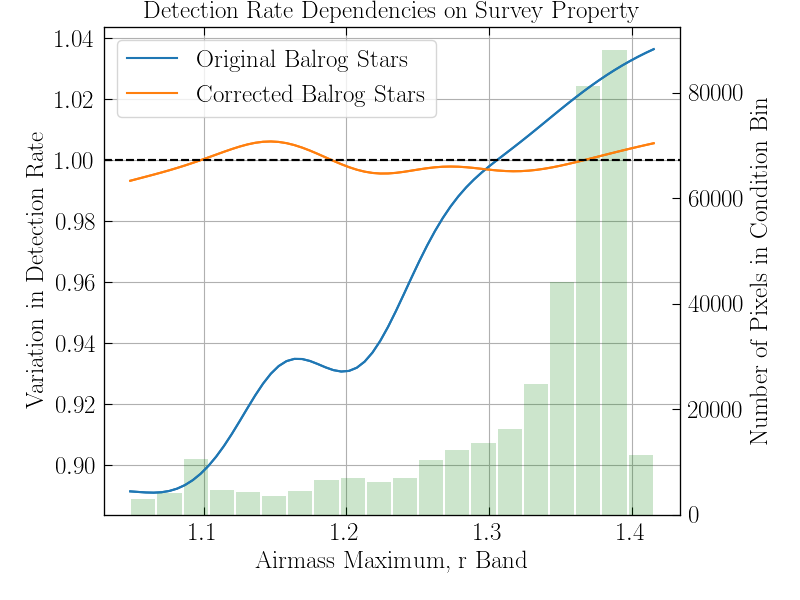 Detection Rate Dependencies on Survey Property
Original Balrog Stars
Corrected Balrog Stars
Variation in Detection Rate
1.04
1.02
1.00
0.98
0.96
0.94
0.92
0.90
80000
60000
40000
20000
0
Number of Pixels in Condition Bin
1.1
1.2
1.3
1.4
Airmass Maximum, r Band